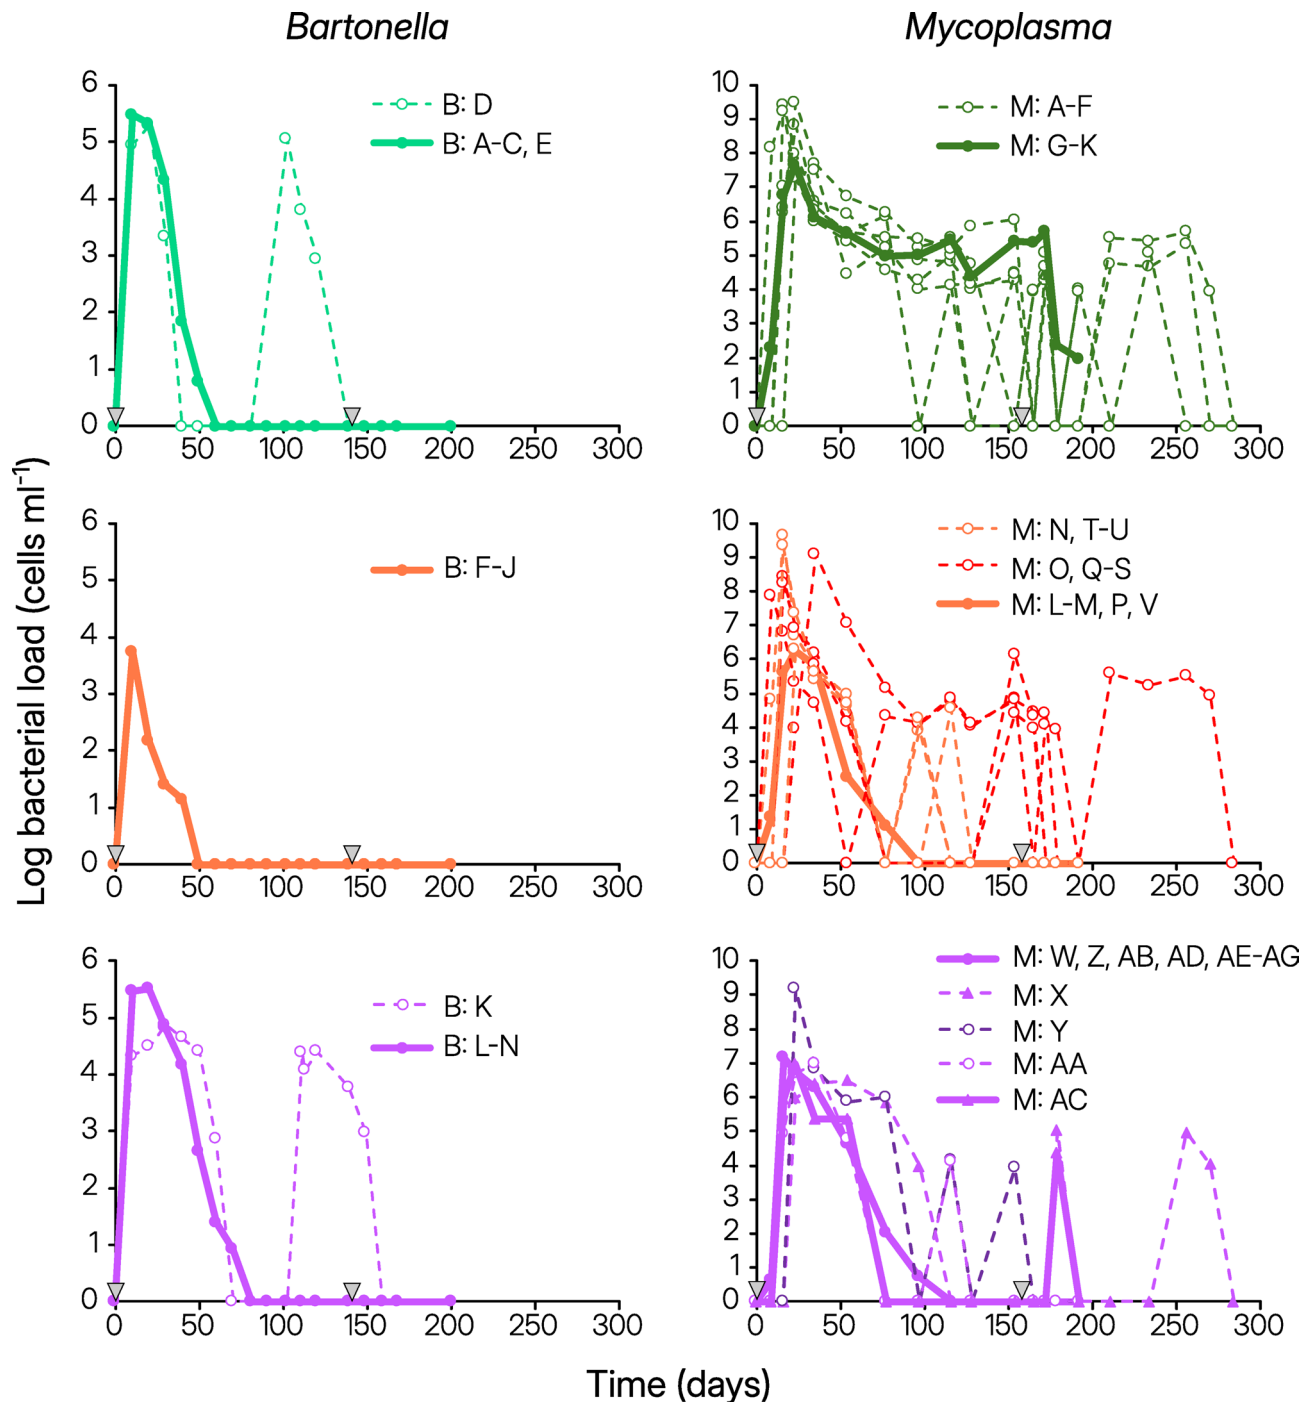 Bartonella
Mycoplasma
Log bacterial load (cells ml⁻¹)
6
5
4
3
2
1
0
0 50 100 150 200 250 300
B: D
B: A-C, E
10
9
8
7
6
5
4
3
2
1
0
0 50 100 150 200 250 300
M: A-F
M: G-K
6
5
4
3
2
1
0
0 50 100 150 200 250 300
B: F-J
10
9
8
7
6
5
4
3
2
1
0
0 50 100 150 200 250 300
M: N, T-U
M: O, Q-S
M: L-M, P, V
6
5
4
3
2
1
0
0 50 100 150 200 250 300
B: K
B: L-N
10
9
8
7
6
5
4
3
2
1
0
0 50 100 150 200 250 300
M: W, Z, AB, AD, AE-AG
M: X
M: Y
M: AA
M: AC
Time (days)